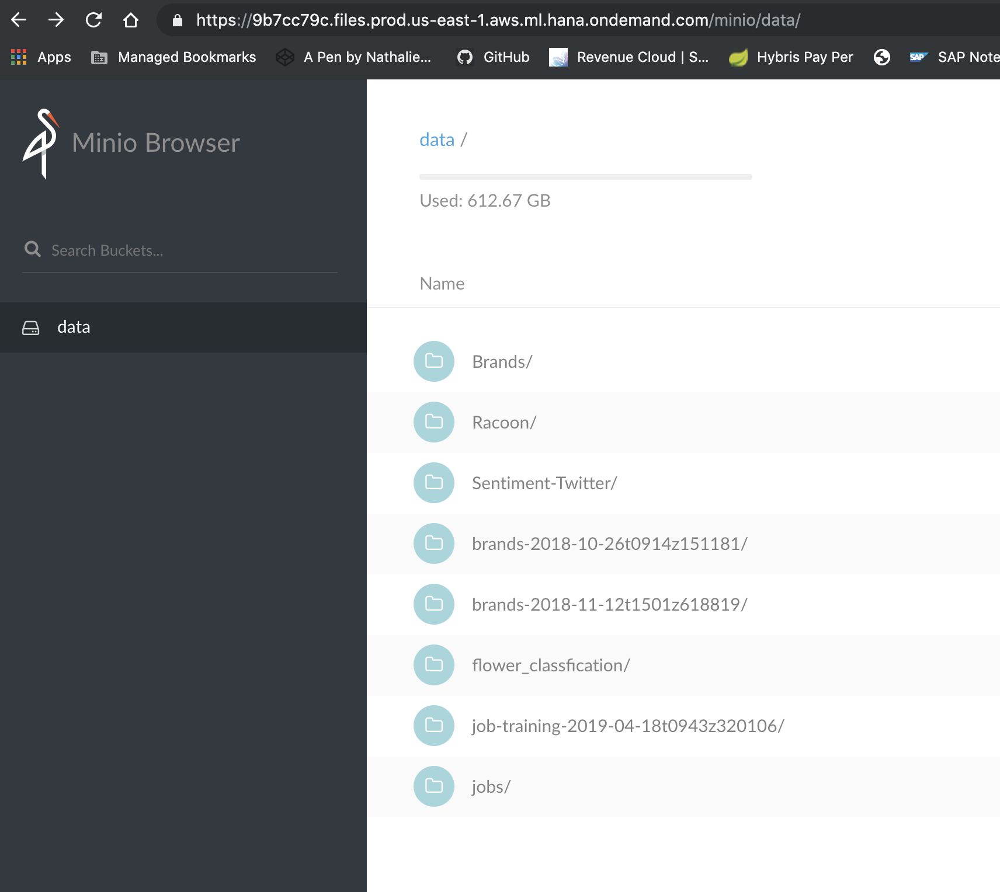 https://9b7cc79c.files.prod.us-east-1.aws.ml.hana.ondemand.com/minio/data/
Apps Managed Bookmarks A Pen by Nathalie... GitHub Revenue Cloud | S... Hybris Pay Per SAP SAP Note
Minio Browser
Search Buckets...
data
data /
Used: 612.67 GB
Name
Brands/
Racoon/
Sentiment-Twitter/
brands-2018-10-26t0914z151181/
brands-2018-11-12t1501z618819/
flower_classfication/
job-training-2019-04-18t0943z320106/
jobs/